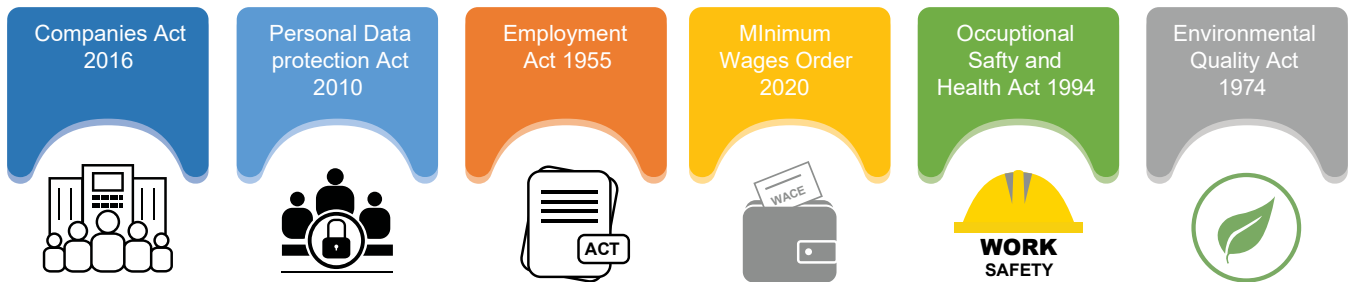 Companies Act
2016
Personal Data
protection Act
2010
Employment
Act 1955
MInimum
Wages Order
2020
Occuptional
Safty and
Health Act 1994
Environmental
Quality Act
1974
ACT
WACE
WORK
SAFETY